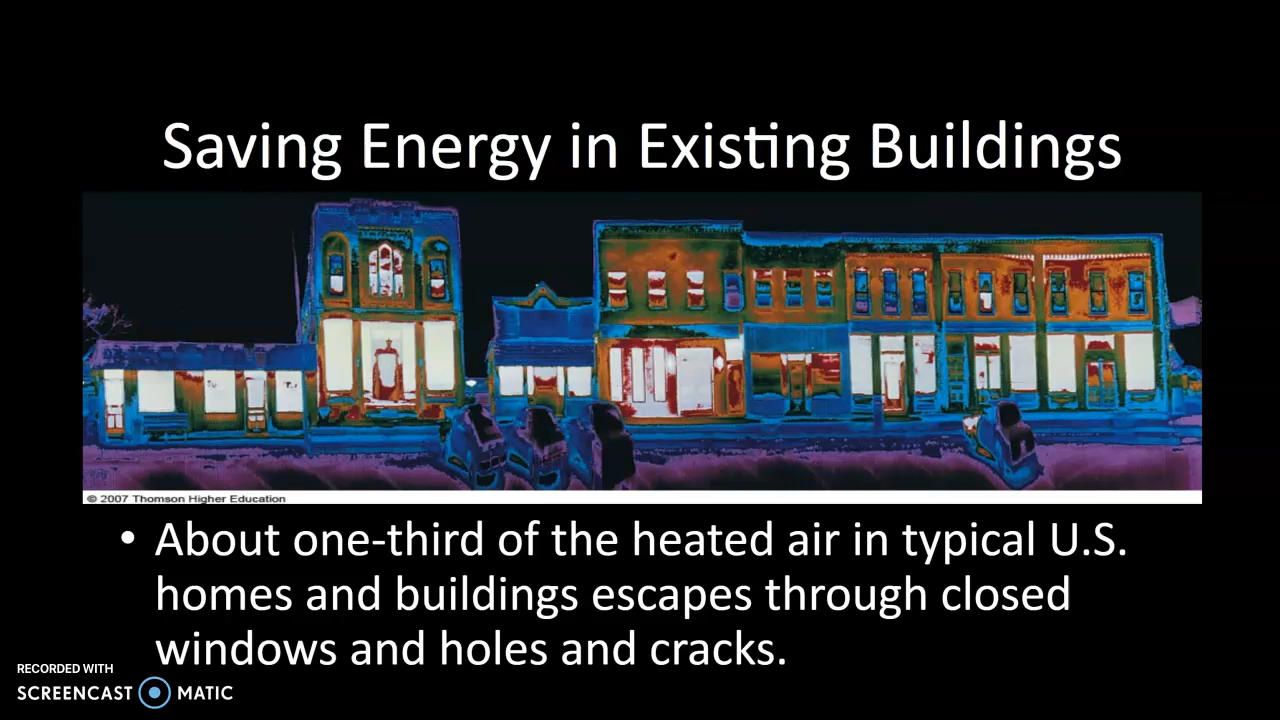 Saving Energy in Existing Buildings
© 2007 Thomson Higher Education
• About one-third of the heated air in typical U.S.
homes and buildings escapes through closed
windows and holes and cracks.
RECORDED WITH
SCREENCAST MATIC